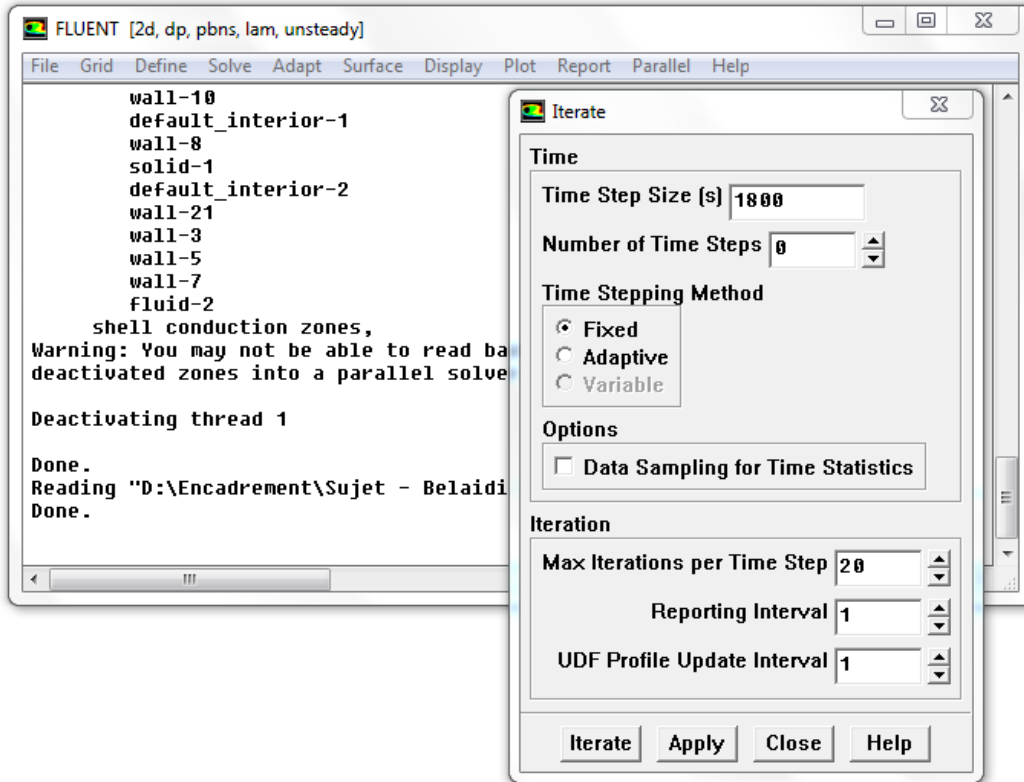 FLUENT [2d, dp, pbns, lam, unsteady]
File Grid Define Solve Adapt Surface Display Plot Report Parallel Help
wall-10
default_interior-1
wall-8
solid-1
default_interior-2
wall-21
wall-3
wall-5
wall-7
fluid-2
shell conduction zones,
Warning: You may not be able to read ba
deactivated zones into a parallel solve
Deactivating thread 1
Done.
Reading "D:\Encadrement\Sujet - Belaidi
Done.
Iterate
Time
Time Step Size (s) 1800
Number of Time Steps 0
Time Stepping Method
Fixed
Adaptive
Variable
Options
Data Sampling for Time Statistics
Iteration
Max Iterations per Time Step 20
Reporting Interval 1
UDF Profile Update Interval 1
Iterate Apply Close Help